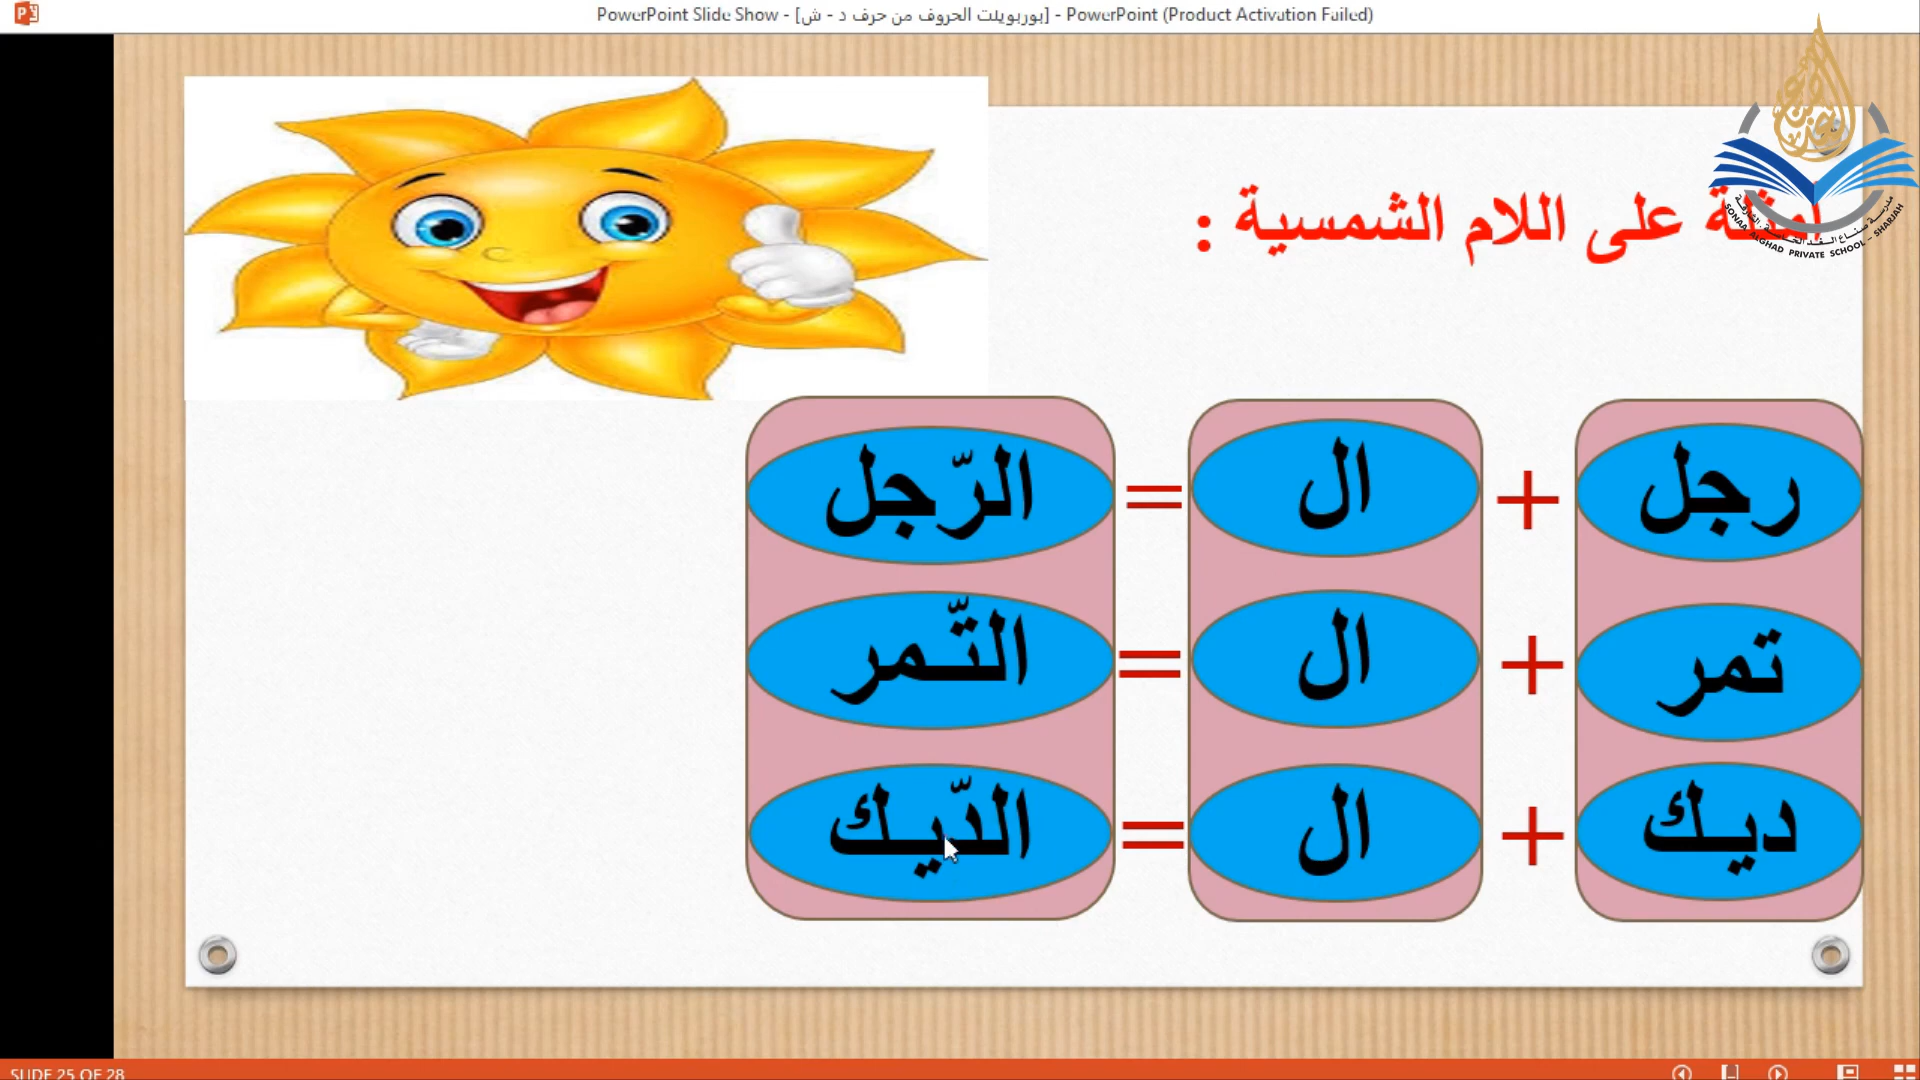 PowerPoint Slide Show - [بوربوينت الحروف من حرف د - ش] - PowerPoint (Product Activation Failed)
على اللام الشمسية :
رجل + ال = الرّجل
تمر + ال = التّمر
ديك + ال = الدّيك
SONAA ALGHAD PRIVATE SCHOOL - SHARJAH
SLIDE 25 OF 28